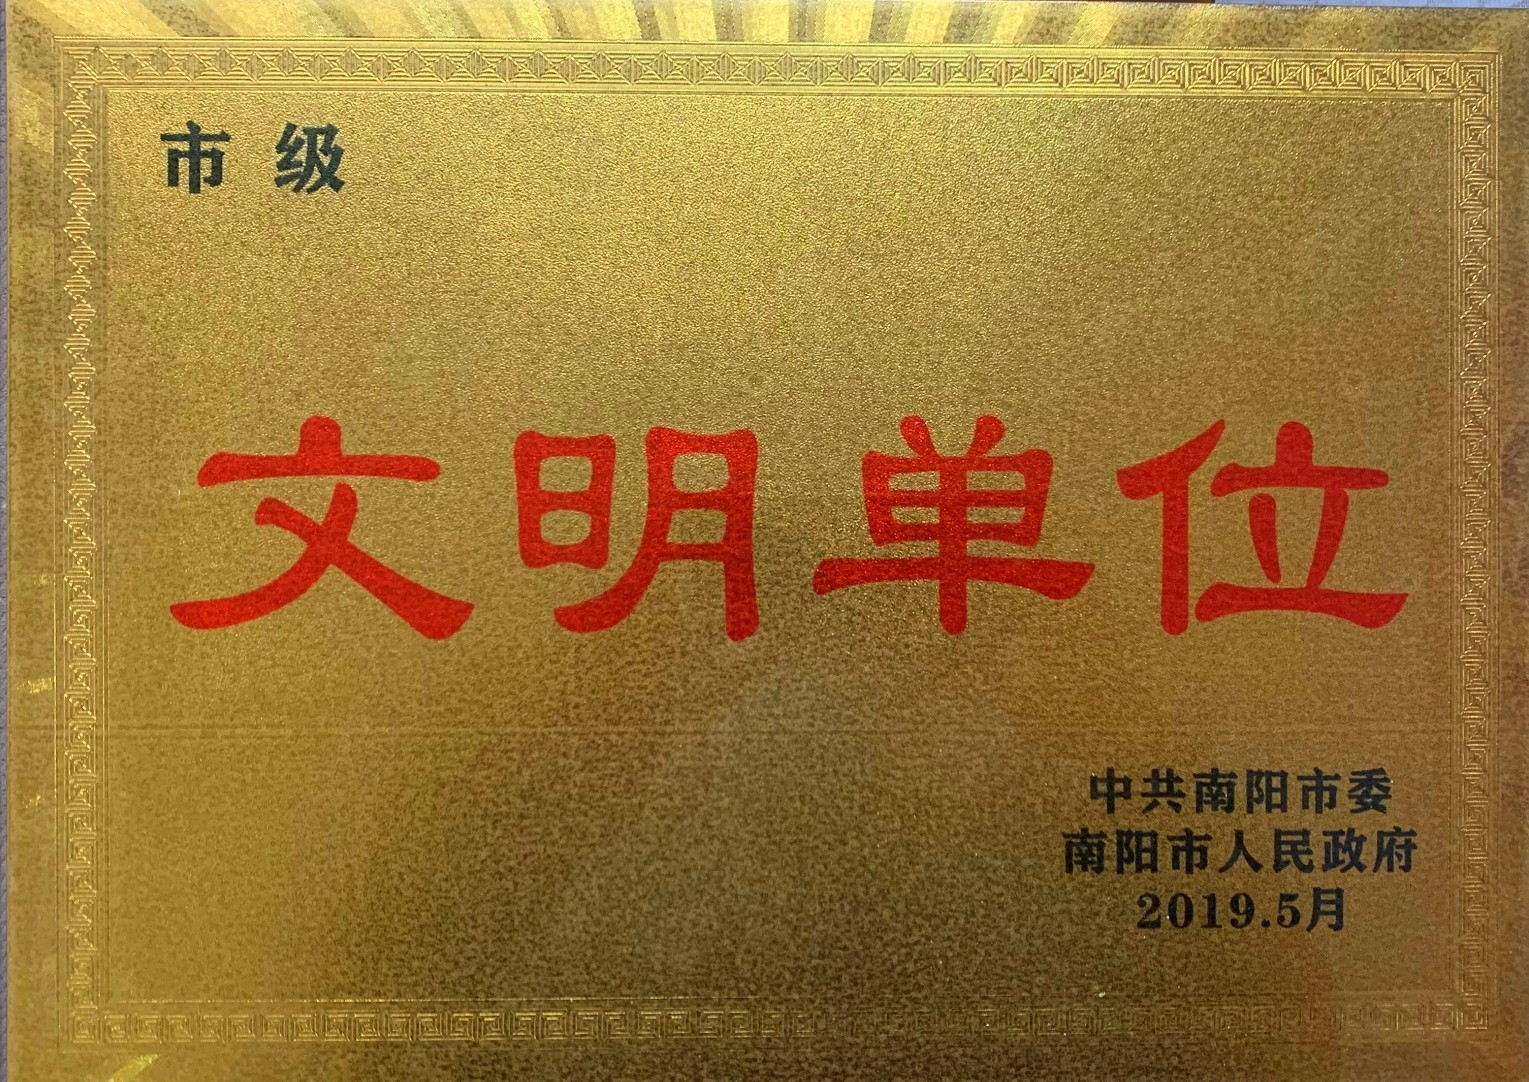 市 级
文明单位
中共南阳市委
南阳市人民政府
2019.5月